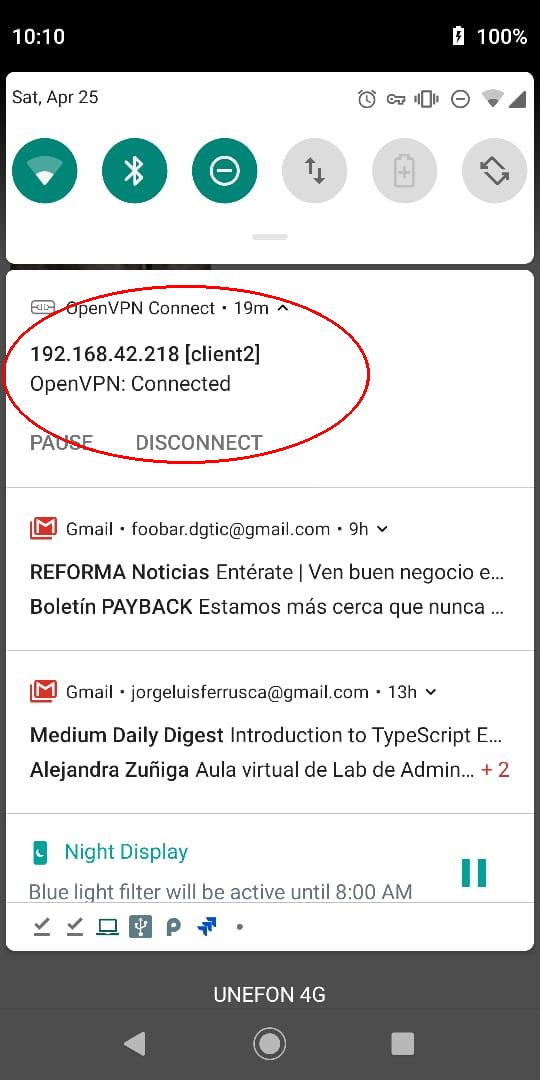 10:10
100%
Sat, Apr 25
OpenVPN Connect • 19m
192.168.42.218 [client2]
OpenVPN: Connected
PAUSE DISCONNECT
Gmail • foobar.dgtic@gmail.com • 9h
REFORMA Noticias Entérate | Ven buen negocio e...
Boletín PAYBACK Estamos más cerca que nunca ...
Gmail • jorgeluisferrusca@gmail.com • 13h
Medium Daily Digest Introduction to TypeScript E...
Alejandra Zuñiga Aula virtual de Lab de Admin... + 2
Night Display
Blue light filter will be active until 8:00 AM
UNEFON 4G